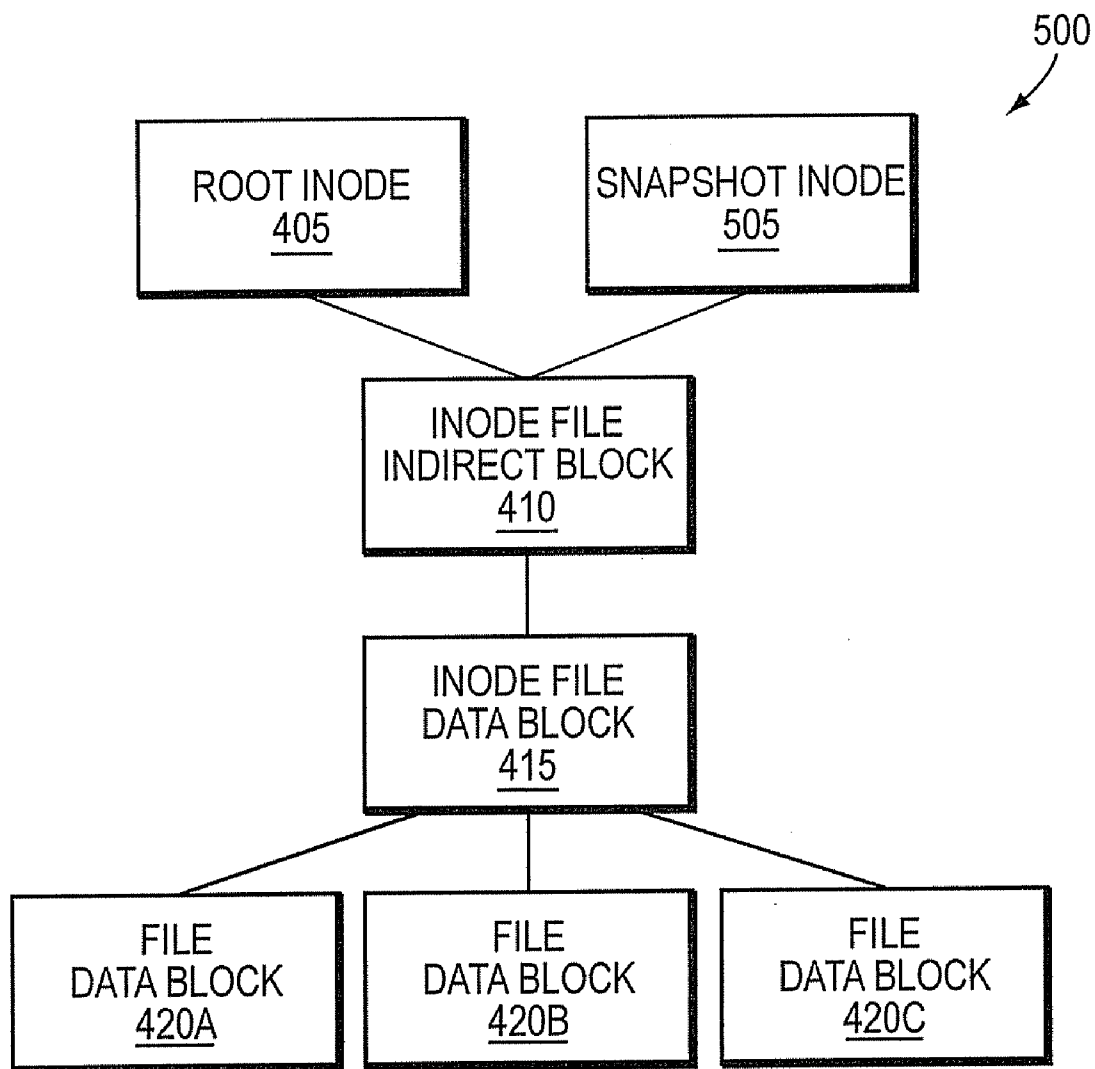 500
ROOT INODE
405
SNAPSHOT INODE
505
INODE FILE
INDIRECT BLOCK
410
INODE FILE
DATA BLOCK
415
FILE
DATA BLOCK
420A
FILE
DATA BLOCK
420B
FILE
DATA BLOCK
420C